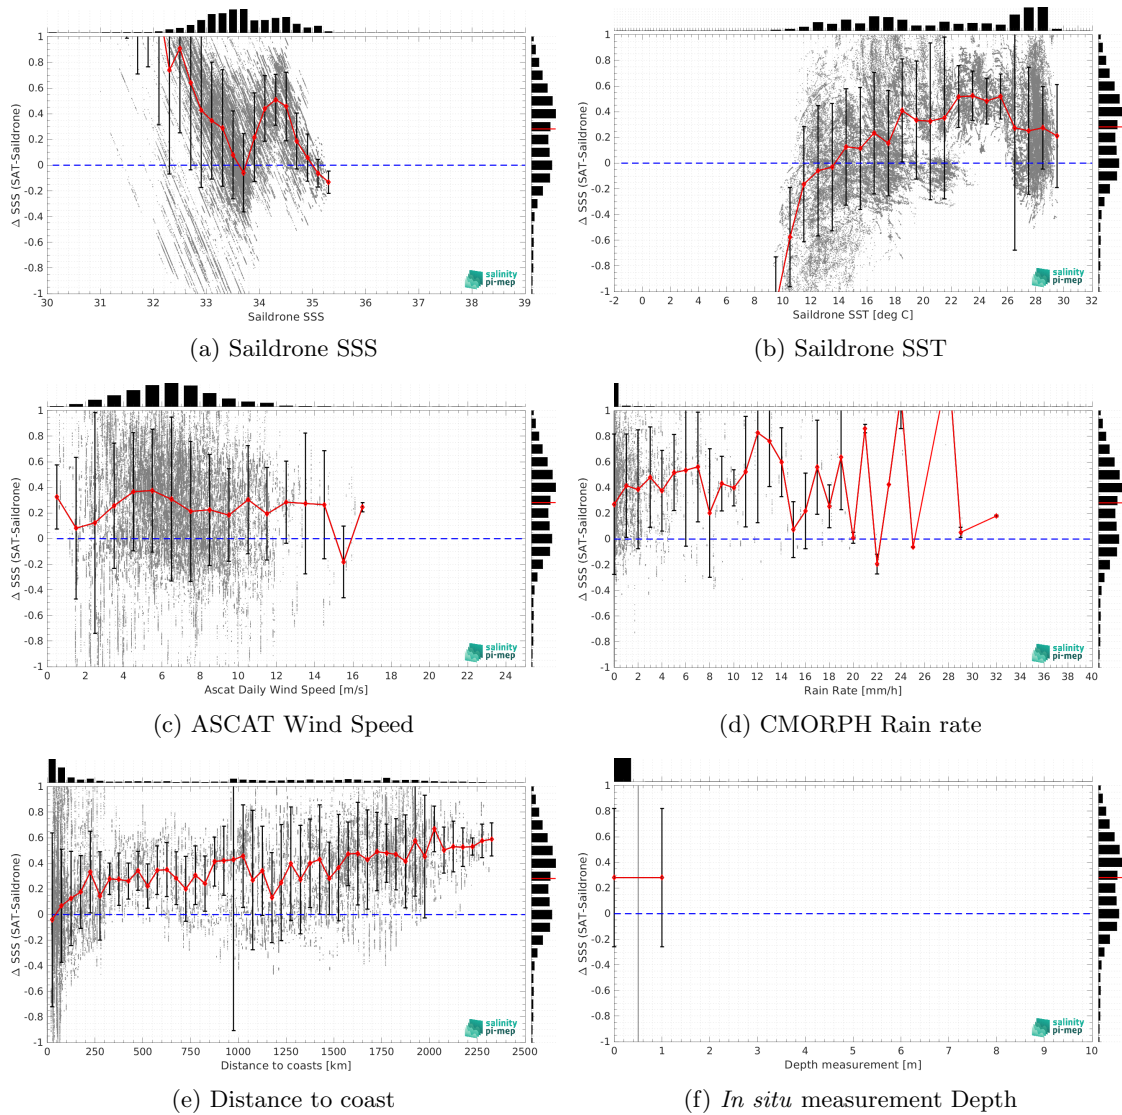 1
0.8
0.6
0.4
0.2
0
-0.2
-0.4
-0.6
-0.8
-1
Δ SSS (SAT-Saildrone)
30 31 32 33 34 35 36 37 38 39
Saildrone SSS
salinity
pi-mep
(a) Saildrone SSS
1
0.8
0.6
0.4
0.2
0
-0.2
-0.4
-0.6
-0.8
-1
Δ SSS (SAT-Saildrone)
-2 0 2 4 6 8 10 12 14 16 18 20 22 24 26 28 30 32
Saildrone SST [deg C]
salinity
pi-mep
(b) Saildrone SST
1
0.8
0.6
0.4
0.2
0
-0.2
-0.4
-0.6
-0.8
-1
Δ SSS (SAT-Saildrone)
0 2 4 6 8 10 12 14 16 18 20 22 24
Ascat Daily Wind Speed [m/s]
salinity
pi-mep
(c) ASCAT Wind Speed
1
0.8
0.6
0.4
0.2
0
-0.2
-0.4
-0.6
-0.8
-1
Δ SSS (SAT-Saildrone)
0 2 4 6 8 10 12 14 16 18 20 22 24 26 28 30 32 34 36 38 40
Rain Rate [mm/h]
salinity
pi-mep
(d) CMORPH Rain rate
1
0.8
0.6
0.4
0.2
0
-0.2
-0.4
-0.6
-0.8
-1
Δ SSS (SAT-Saildrone)
0 250 500 750 1000 1250 1500 1750 2000 2250 2500
Distance to coasts [km]
salinity
pi-mep
(e) Distance to coast
1
0.8
0.6
0.4
0.2
0
-0.2
-0.4
-0.6
-0.8
-1
Δ SSS (SAT-Saildrone)
0 1 2 3 4 5 6 7 8 9 10
Depth measurement [m]
salinity
pi-mep
(f) In situ measurement Depth